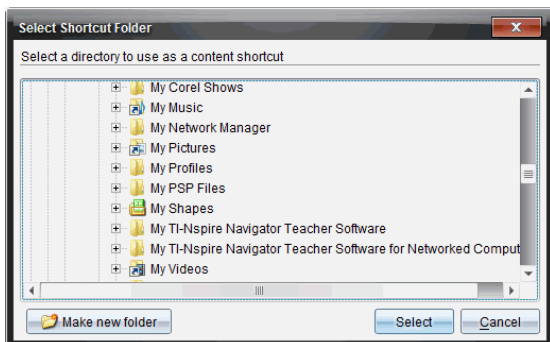 Select Shortcut Folder
Select a directory to use as a content shortcut
My Corel Shows
My Music
My Network Manager
My Pictures
My Profiles
My PSP Files
My Shapes
My TI-Nspire Navigator Teacher Software
My TI-Nspire Navigator Teacher Software for Networked Comput
My Videos
Make new folder
Select
Cancel